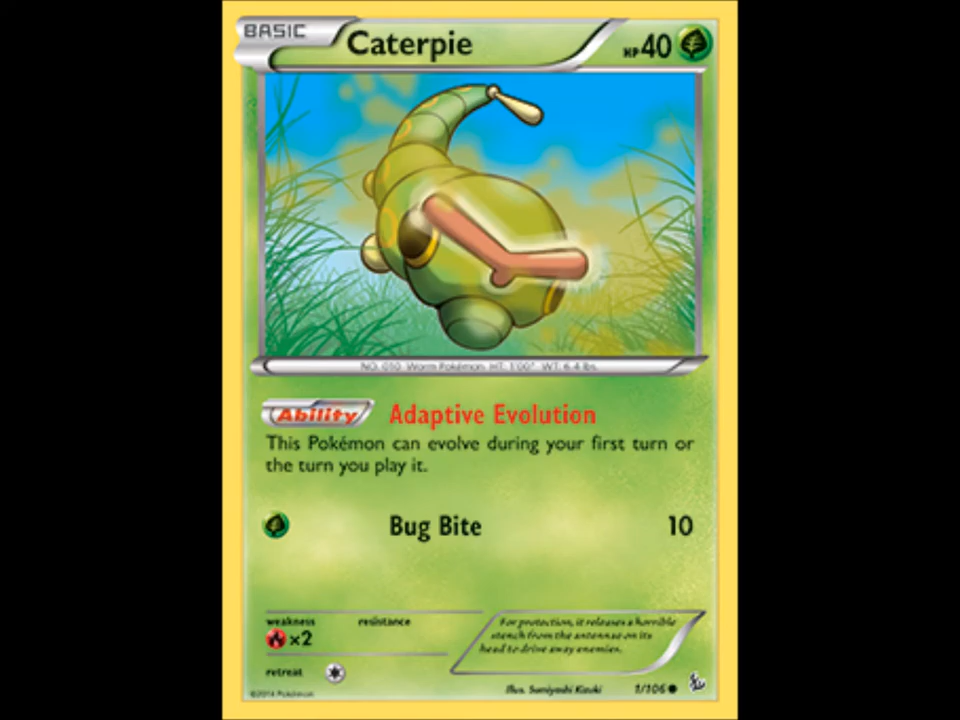 BASIC Caterpie HP40
NO. 010 Worm Pokémon HT: 1'00" WT: 6.4 lbs.
Ability Adaptive Evolution
This Pokémon can evolve during your first turn or
the turn you play it.
Bug Bite 10
weakness resistance
×2
For protection, it releases a horrible
stench from the antennae on its
head to drive away enemies.
retreat
©2014 Pokémon Illus. Sumiyoshi Kizuki 1/106